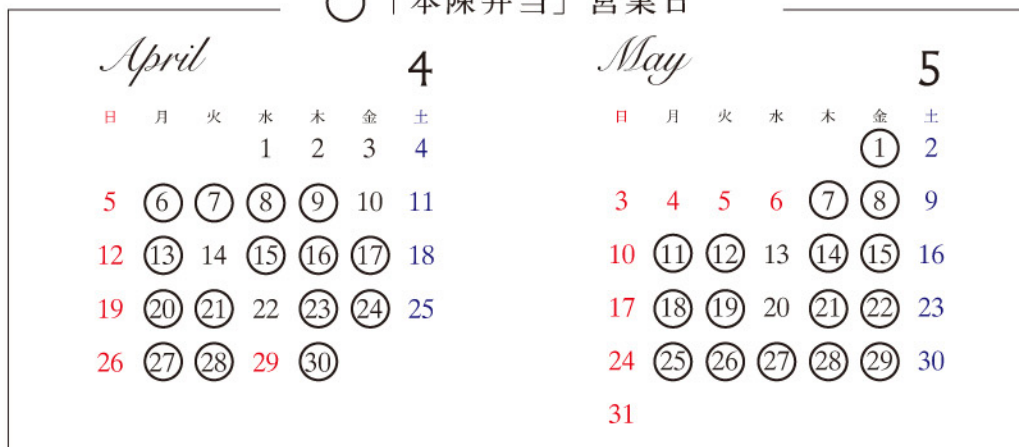 ◯「本陳弁当」営業日
April 4
日 月 火 水 木 金 土
1 2 3 4
5 6 7 8 9 10 11
12 13 14 15 16 17 18
19 20 21 22 23 24 25
26 27 28 29 30
May 5
日 月 火 水 木 金 土
1 2
3 4 5 6 7 8 9
10 11 12 13 14 15 16
17 18 19 20 21 22 23
24 25 26 27 28 29 30
31